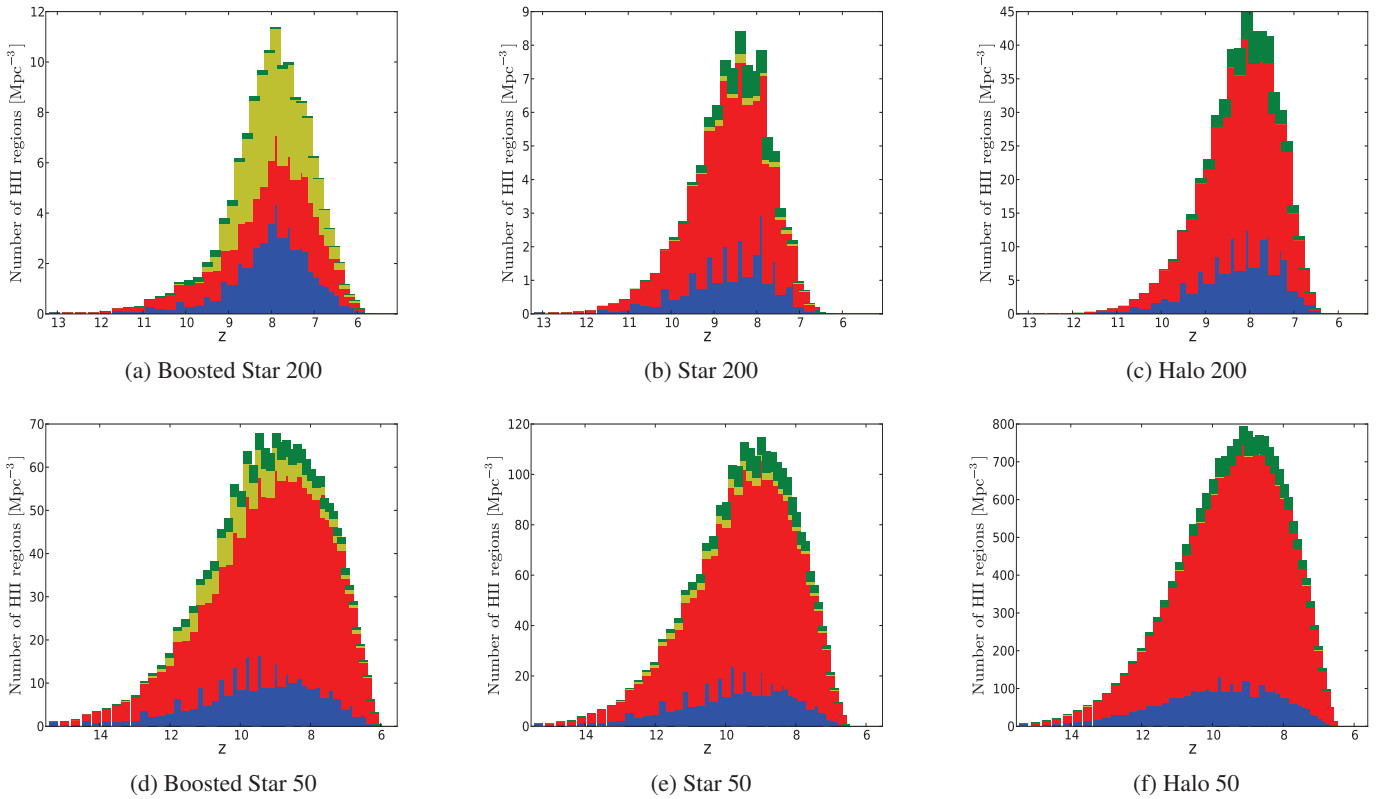 12
10
8
6
4
2
0
Number of HII regions [Mpc⁻³]
13 12 11 10 9 8 7 6
z
(a) Boosted Star 200
9
8
7
6
5
4
3
2
1
0
Number of HII regions [Mpc⁻³]
13 12 11 10 9 8 7 6
z
(b) Star 200
45
40
35
30
25
20
15
10
5
0
Number of HII regions [Mpc⁻³]
13 12 11 10 9 8 7 6
z
(c) Halo 200
70
60
50
40
30
20
10
0
Number of HII regions [Mpc⁻³]
14 12 10 8 6
z
(d) Boosted Star 50
120
100
80
60
40
20
0
Number of HII regions [Mpc⁻³]
14 12 10 8 6
z
(e) Star 50
800
700
600
500
400
300
200
100
0
Number of HII regions [Mpc⁻³]
14 12 10 8 6
z
(f) Halo 50